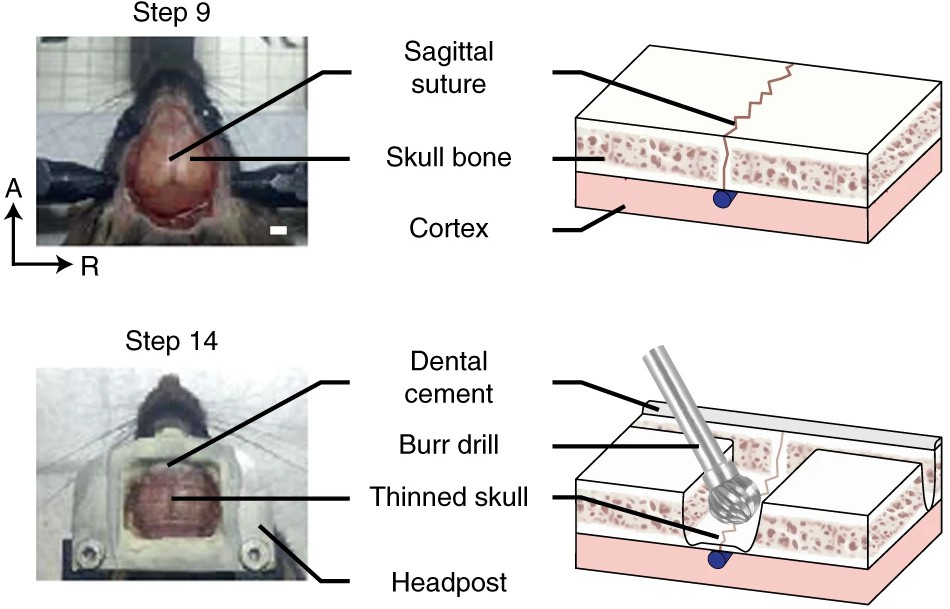 Step 9
Sagittal
suture
Skull bone
Cortex
A
R
Step 14
Dental
cement
Burr drill
Thinned skull
Headpost